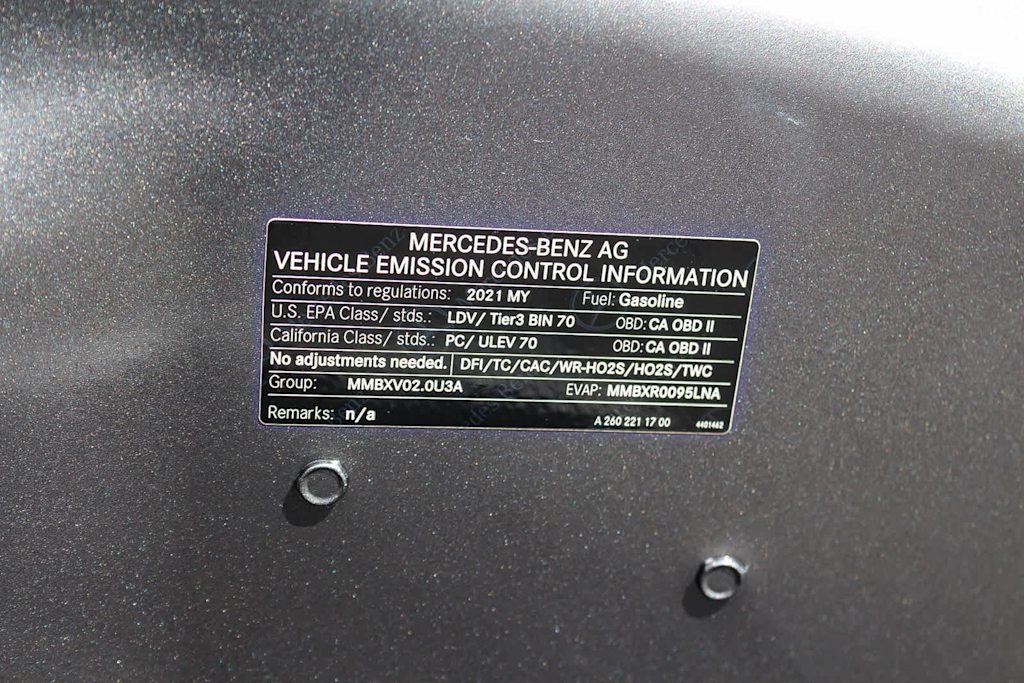 MERCEDES-BENZ AG
VEHICLE EMISSION CONTROL INFORMATION
Conforms to regulations: 2021 MY Fuel: Gasoline
U.S. EPA Class/ stds.: LDV/ Tier3 BIN 70 OBD: CA OBD II
California Class/ stds.: PC/ ULEV 70 OBD: CA OBD II
No adjustments needed. DFI/TC/CAC/WR-HO2S/HO2S/TWC
Group: MMBXV02.0U3A EVAP: MMBXR0095LNA
Remarks: n/a A 260 221 17 00 4401462